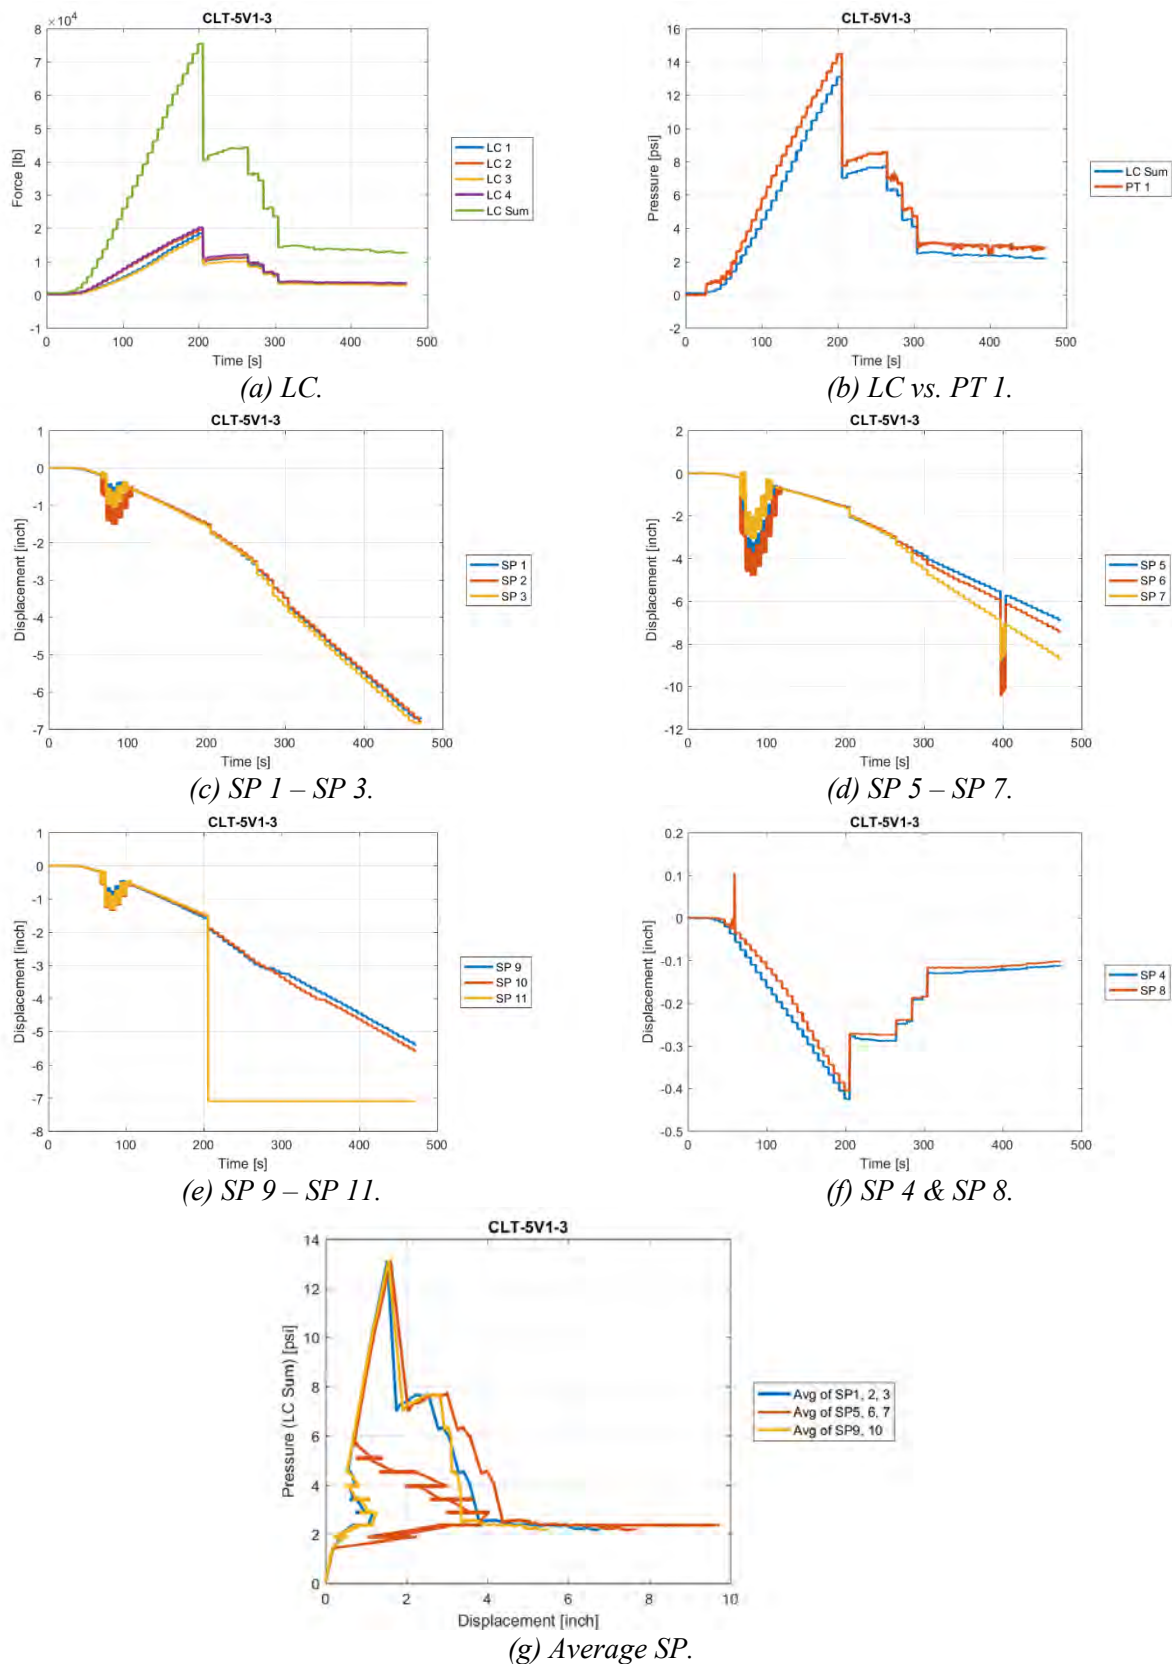 CLT-5V1-3
×10⁴
8
7
6
5
4
3
2
1
0
-1
0 100 200 300 400 500
Force [lb]
Time [s]
LC 1
LC 2
LC 3
LC 4
LC Sum
(a) LC.
CLT-5V1-3
16
14
12
10
8
6
4
2
0
-2
0 100 200 300 400 500
Pressure [psi]
Time [s]
LC Sum
PT 1
(b) LC vs. PT 1.
CLT-5V1-3
1
0
-1
-2
-3
-4
-5
-6
-7
0 100 200 300 400 500
Displacement [inch]
Time [s]
SP 1
SP 2
SP 3
(c) SP 1 – SP 3.
CLT-5V1-3
2
0
-2
-4
-6
-8
-10
-12
0 100 200 300 400 500
Displacement [inch]
Time [s]
SP 5
SP 6
SP 7
(d) SP 5 – SP 7.
CLT-5V1-3
1
0
-1
-2
-3
-4
-5
-6
-7
-8
0 100 200 300 400 500
Displacement [inch]
Time [s]
SP 9
SP 10
SP 11
(e) SP 9 – SP 11.
CLT-5V1-3
0.2
0.1
0
-0.1
-0.2
-0.3
-0.4
-0.5
0 100 200 300 400 500
Displacement [inch]
Time [s]
SP 4
SP 8
(f) SP 4 & SP 8.
CLT-5V1-3
14
12
10
8
6
4
2
0
0 2 4 6 8 10
Pressure (LC Sum) [psi]
Displacement [inch]
Avg of SP1, 2, 3
Avg of SP5, 6, 7
Avg of SP9, 10
(g) Average SP.